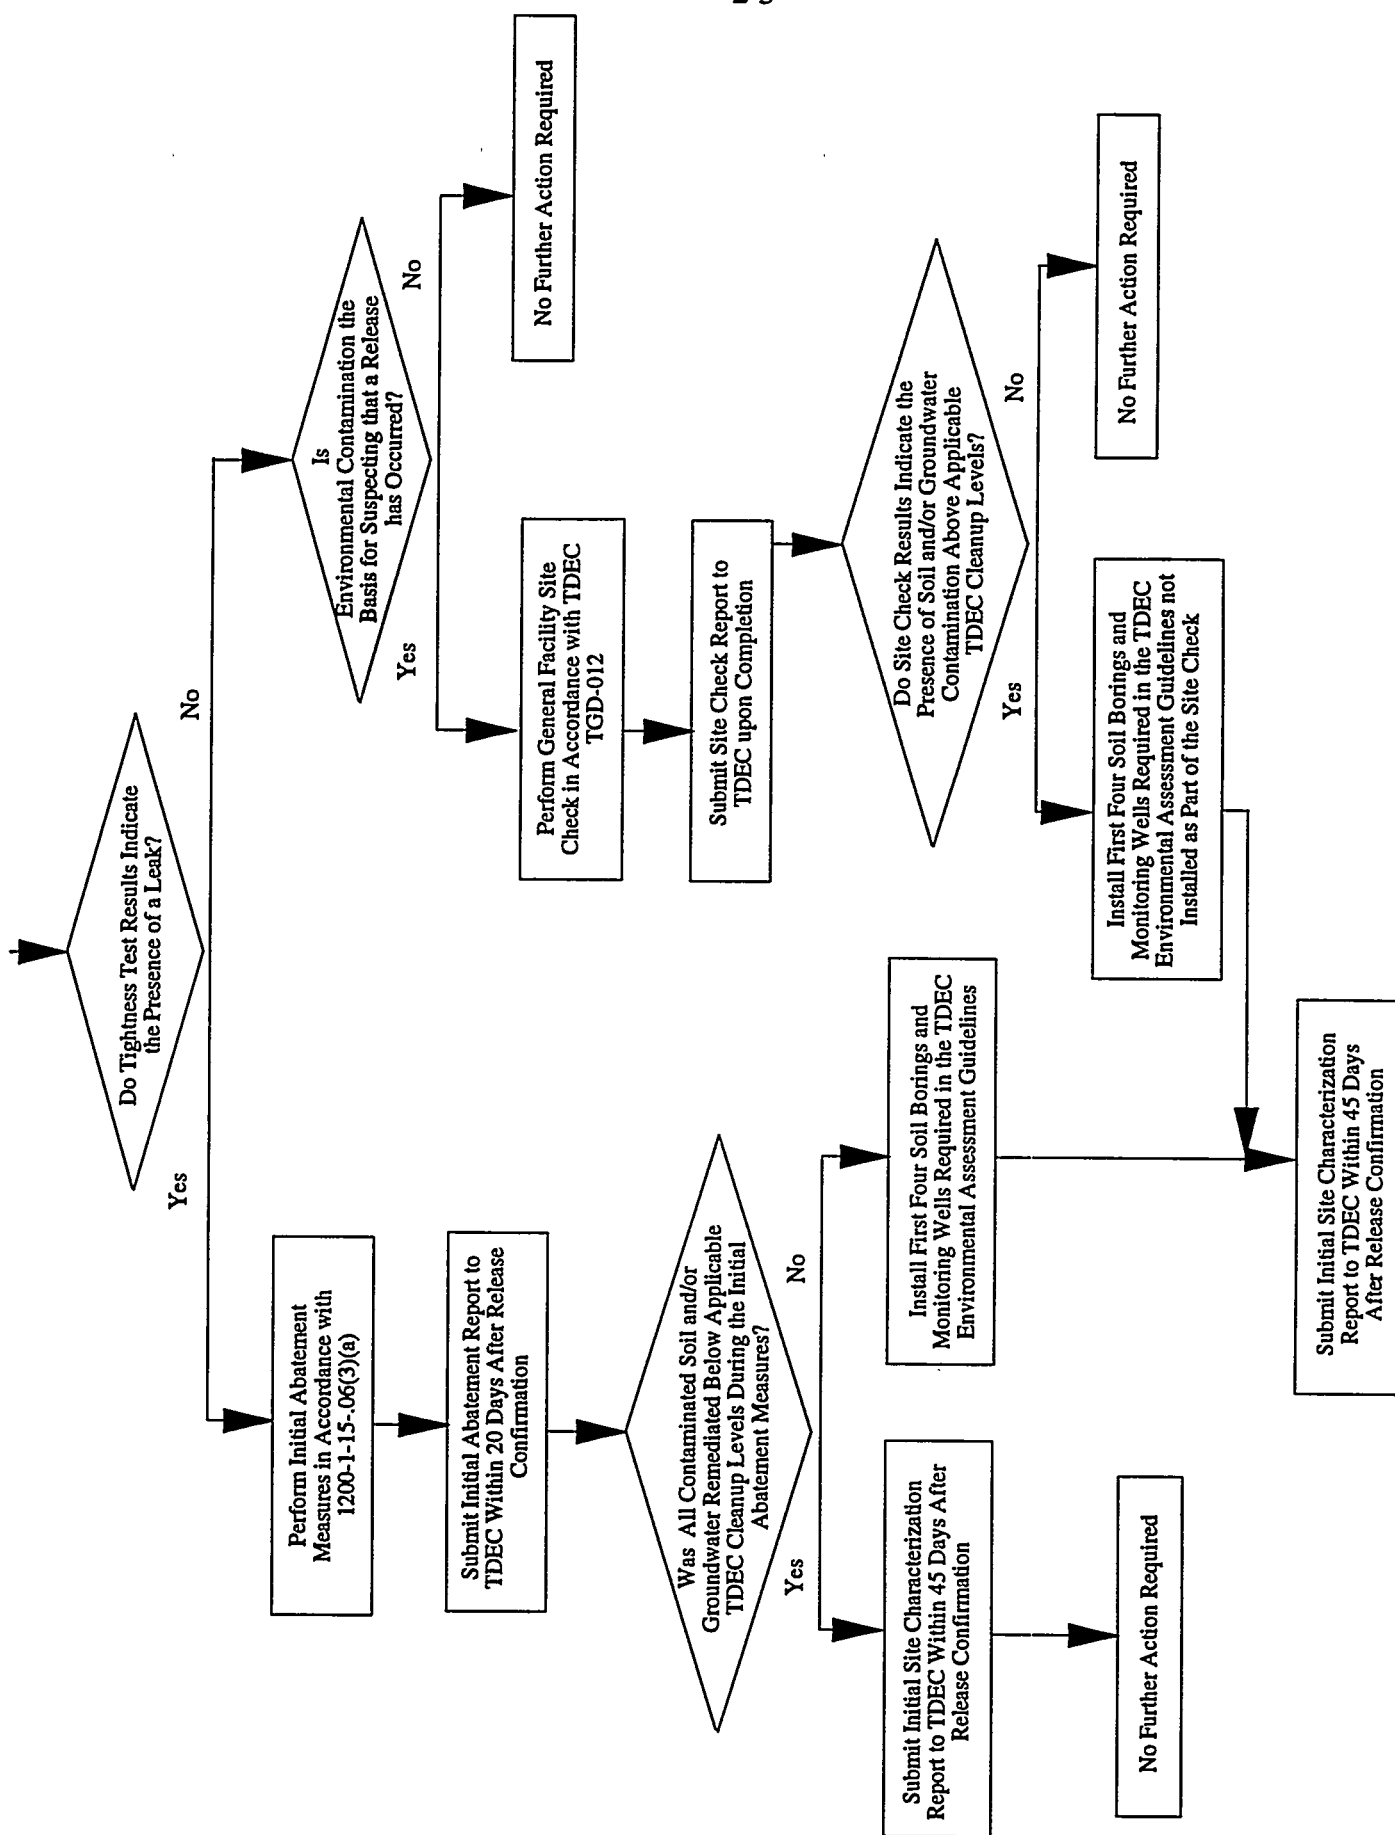 Do Tightness Test Results Indicate
the Presence of a Leak?
Yes
No
Perform Initial Abatement
Measures in Accordance with
1200-1-15-.06(3)(a)
Submit Initial Abatement Report to
TDEC Within 20 Days After Release
Confirmation
Was All Contaminated Soil and/or
Groundwater Remediated Below Applicable
TDEC Cleanup Levels During the Initial
Abatement Measures?
Yes
No
Submit Initial Site Characterization
Report to TDEC Within 45 Days After
Release Confirmation
No Further Action Required
Install First Four Soil Borings and
Monitoring Wells Required in the TDEC
Environmental Assessment Guidelines
Submit Initial Site Characterization
Report to TDEC Within 45 Days
After Release Confirmation
Is
Environmental Contamination the
Basis for Suspecting that a Release
has Occurred?
Yes
No
Perform General Facility Site
Check in Accordance with TDEC
TGD-012
Submit Site Check Report to
TDEC upon Completion
Do Site Check Results Indicate the
Presence of Soil and/or Groundwater
Contamination Above Applicable
TDEC Cleanup Levels?
Yes
No
Install First Four Soil Borings and
Monitoring Wells Required in the TDEC
Environmental Assessment Guidelines not
Installed as Part of the Site Check
No Further Action Required
No Further Action Required